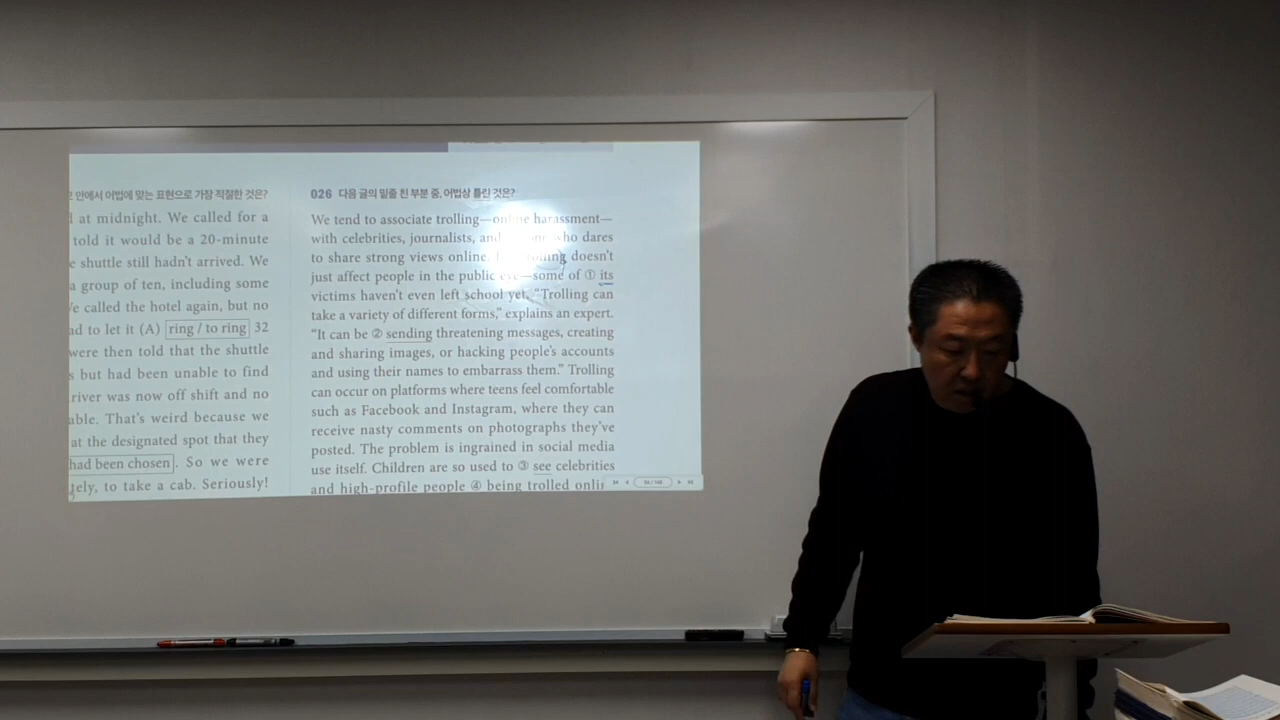 안에서 어법에 맞는 표현으로 가장 적절한 것은?
at midnight. We called for a
told it would be a 20-minute
shuttle still hadn't arrived. We
a group of ten, including some
called the hotel again, but no
to let it (A) ring / to ring 32
were then told that the shuttle
but had been unable to find
river was now off shift and no
able. That's weird because we
at the designated spot that they
had been chosen. So we were
tely, to take a cab. Seriously!
026 다음 글의 밑줄 친 부분 중, 어법상 틀린 것은?
We tend to associate trolling—online harassment—
with celebrities, journalists, and who dares
to share strong views online. trolling doesn't
just affect people in the public eye—some of ① its
victims haven't even left school yet. "Trolling can
take a variety of different forms," explains an expert.
"It can be ② sending threatening messages, creating
and sharing images, or hacking people's accounts
and using their names to embarrass them." Trolling
can occur on platforms where teens feel comfortable
such as Facebook and Instagram, where they can
receive nasty comments on photographs they've
posted. The problem is ingrained in social media
use itself. Children are so used to ③ see celebrities
and high-profile people ④ being trolled onli